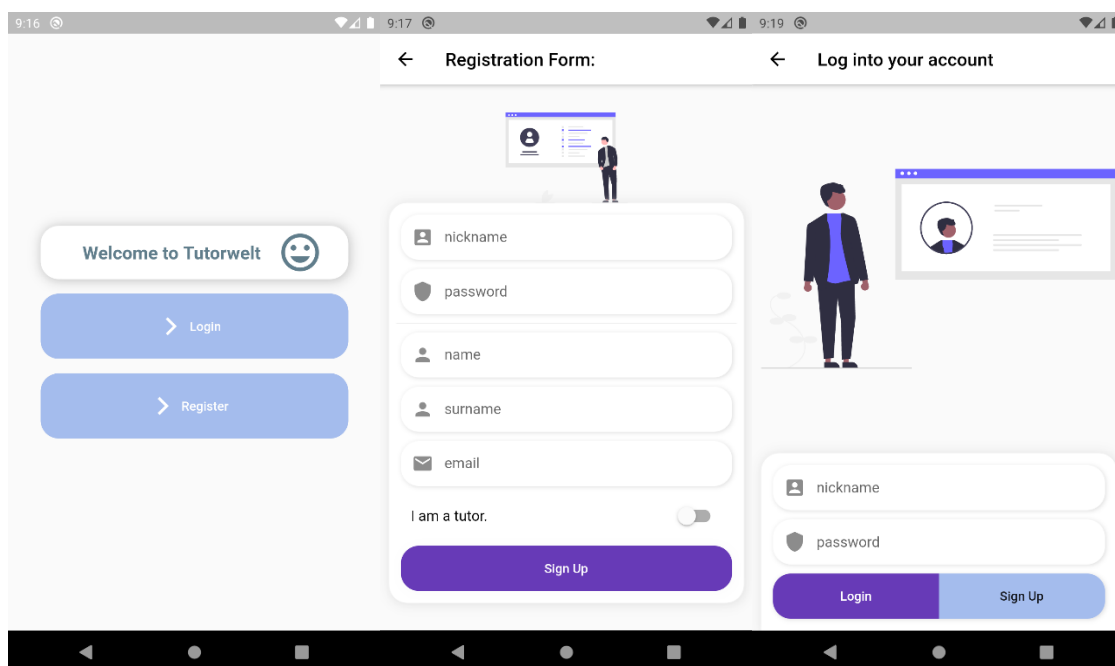 9:16
Welcome to Tutorwelt
Login
Register
9:17
Registration Form:
nickname
password
name
surname
email
I am a tutor.
Sign Up
9:19
Log into your account
nickname
password
Login
Sign Up